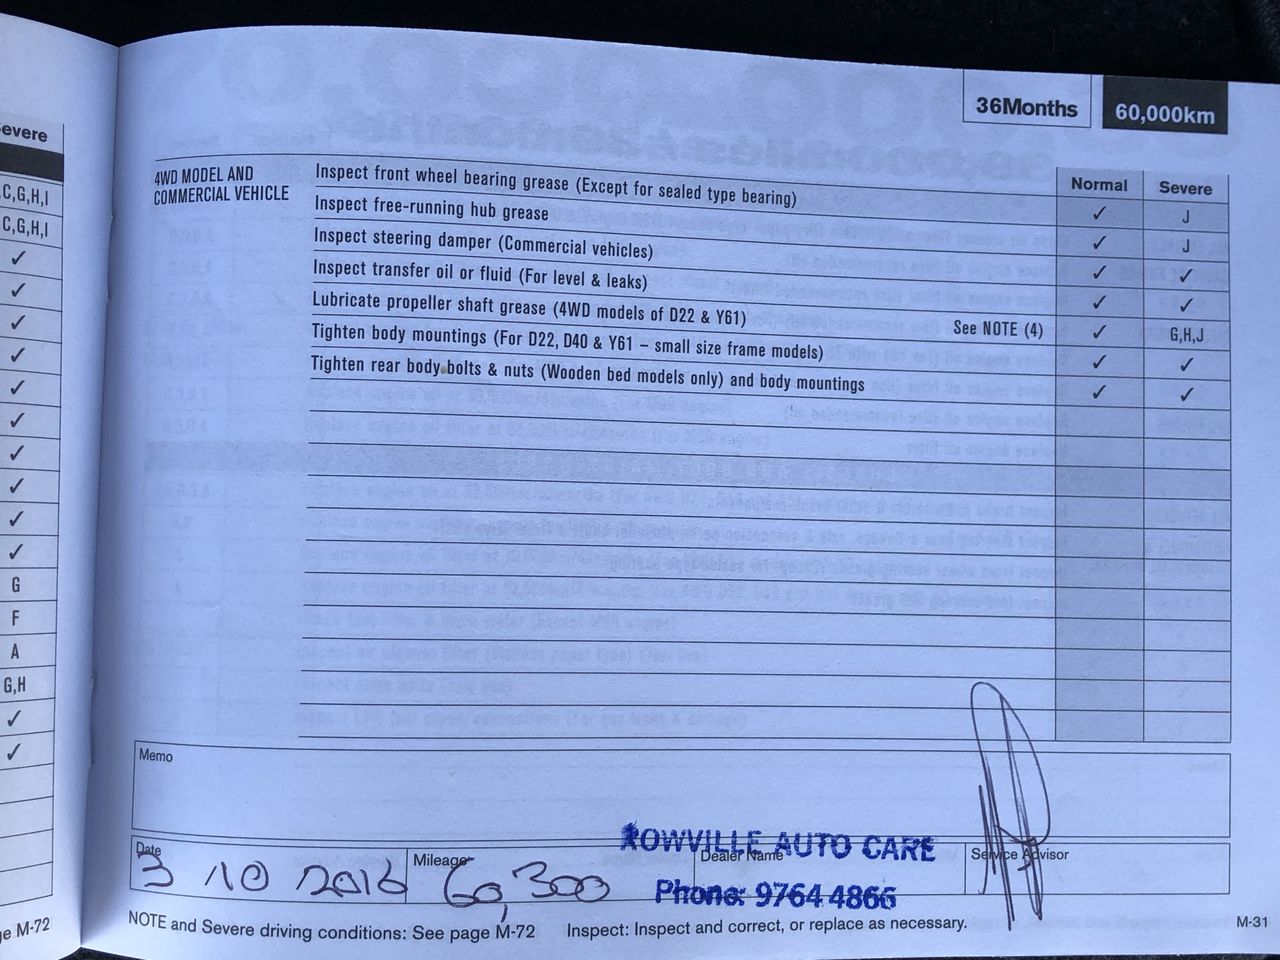 evere
C,G,H,I
C,G,H,I
✓
✓
✓
✓
✓
✓
✓
✓
✓
✓
G
F
A
G,H
✓
✓
M-72
36Months 60,000km
Normal Severe
4WD MODEL AND
COMMERCIAL VEHICLE
Inspect front wheel bearing grease (Except for sealed type bearing) ✓ J
Inspect free-running hub grease ✓ J
Inspect steering damper (Commercial vehicles) ✓ ✓
Inspect transfer oil or fluid (For level & leaks) ✓ ✓
Lubricate propeller shaft grease (4WD models of D22 & Y61) See NOTE (4) ✓ G,H,J
Tighten body mountings (For D22, D40 & Y61 – small size frame models) ✓ ✓
Tighten rear body bolts & nuts (Wooden bed models only) and body mountings ✓ ✓
Memo
Date
3 10 2016
Mileage
60,300
ROWVILLE AUTO CARE
Dealer Name
Phone: 9764 4866
Service Advisor
NOTE and Severe driving conditions: See page M-72 Inspect: Inspect and correct, or replace as necessary.
M-31